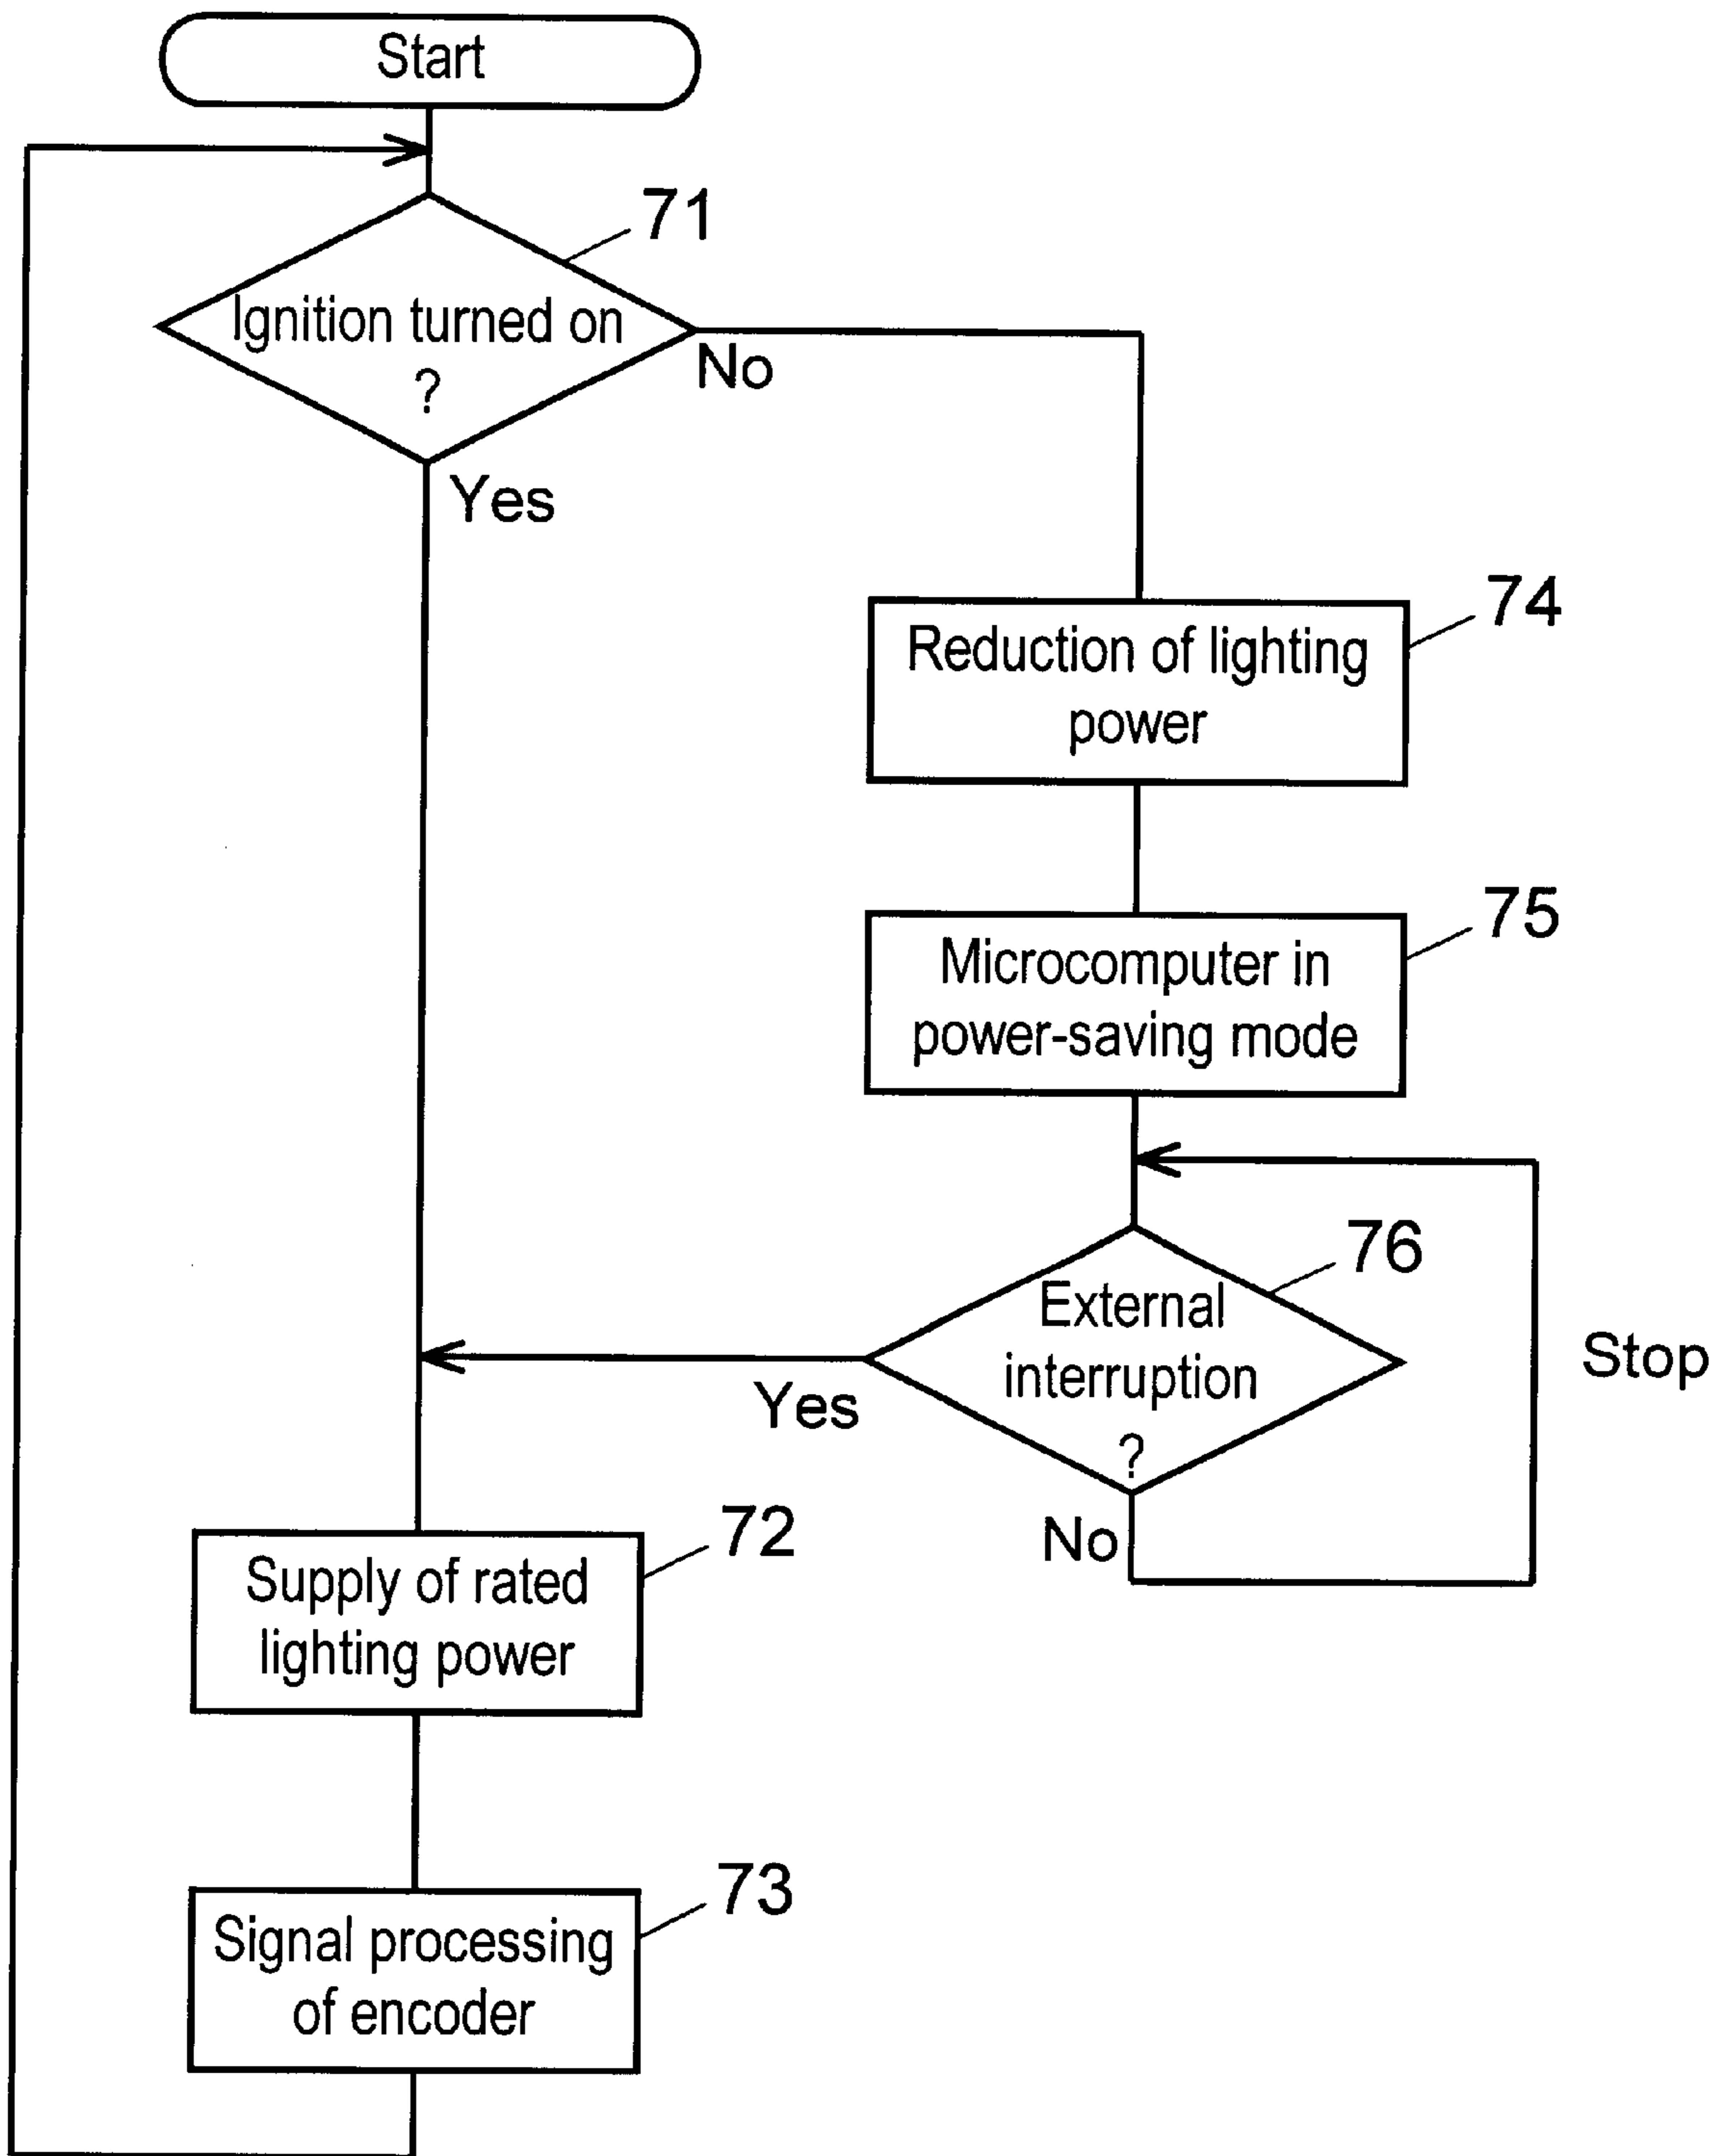 Start
71
Ignition turned on
?
No
Yes
74
Reduction of lighting
power
75
Microcomputer in
power-saving mode
76
External
interruption
?
Stop
Yes
No
72
Supply of rated
lighting power
73
Signal processing
of encoder